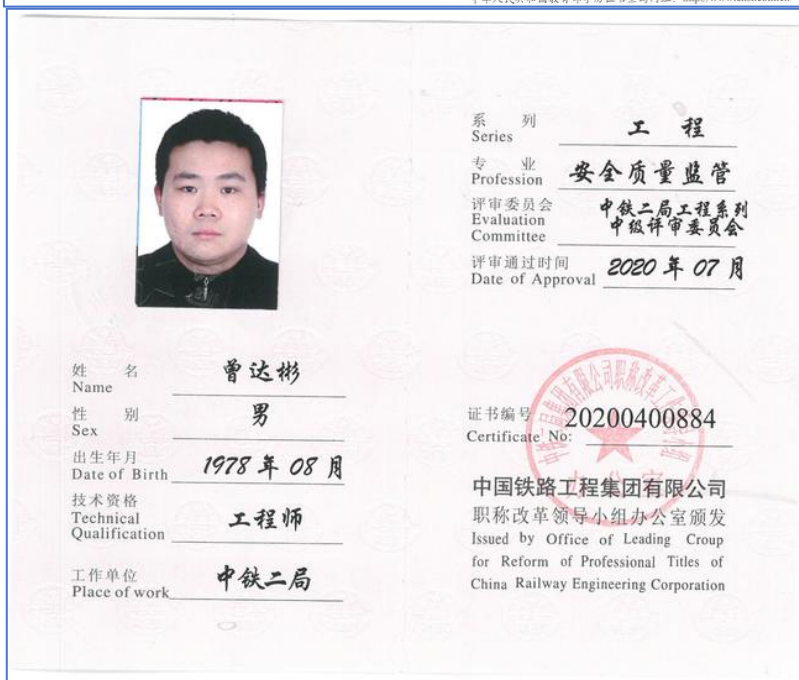 系 列 工 程
Series
专 业 安全质量监管
Profession
评审委员会 中铁二局工程系列
Evaluation 中级评审委员会
Committee
评审通过时间 2020 年 07 月
Date of Approval
姓 名 曾达彬
Name
性 别 男
Sex
出生年月 1978 年 08 月
Date of Birth
技术资格 工程师
Technical
Qualification
工作单位 中铁二局
Place of work
证书编号 20200400884
Certificate No:
中国铁路工程集团有限公司
职称改革领导小组办公室颁发
Issued by Office of Leading Croup
for Reform of Professional Titles of
China Railway Engineering Corporation
办公室